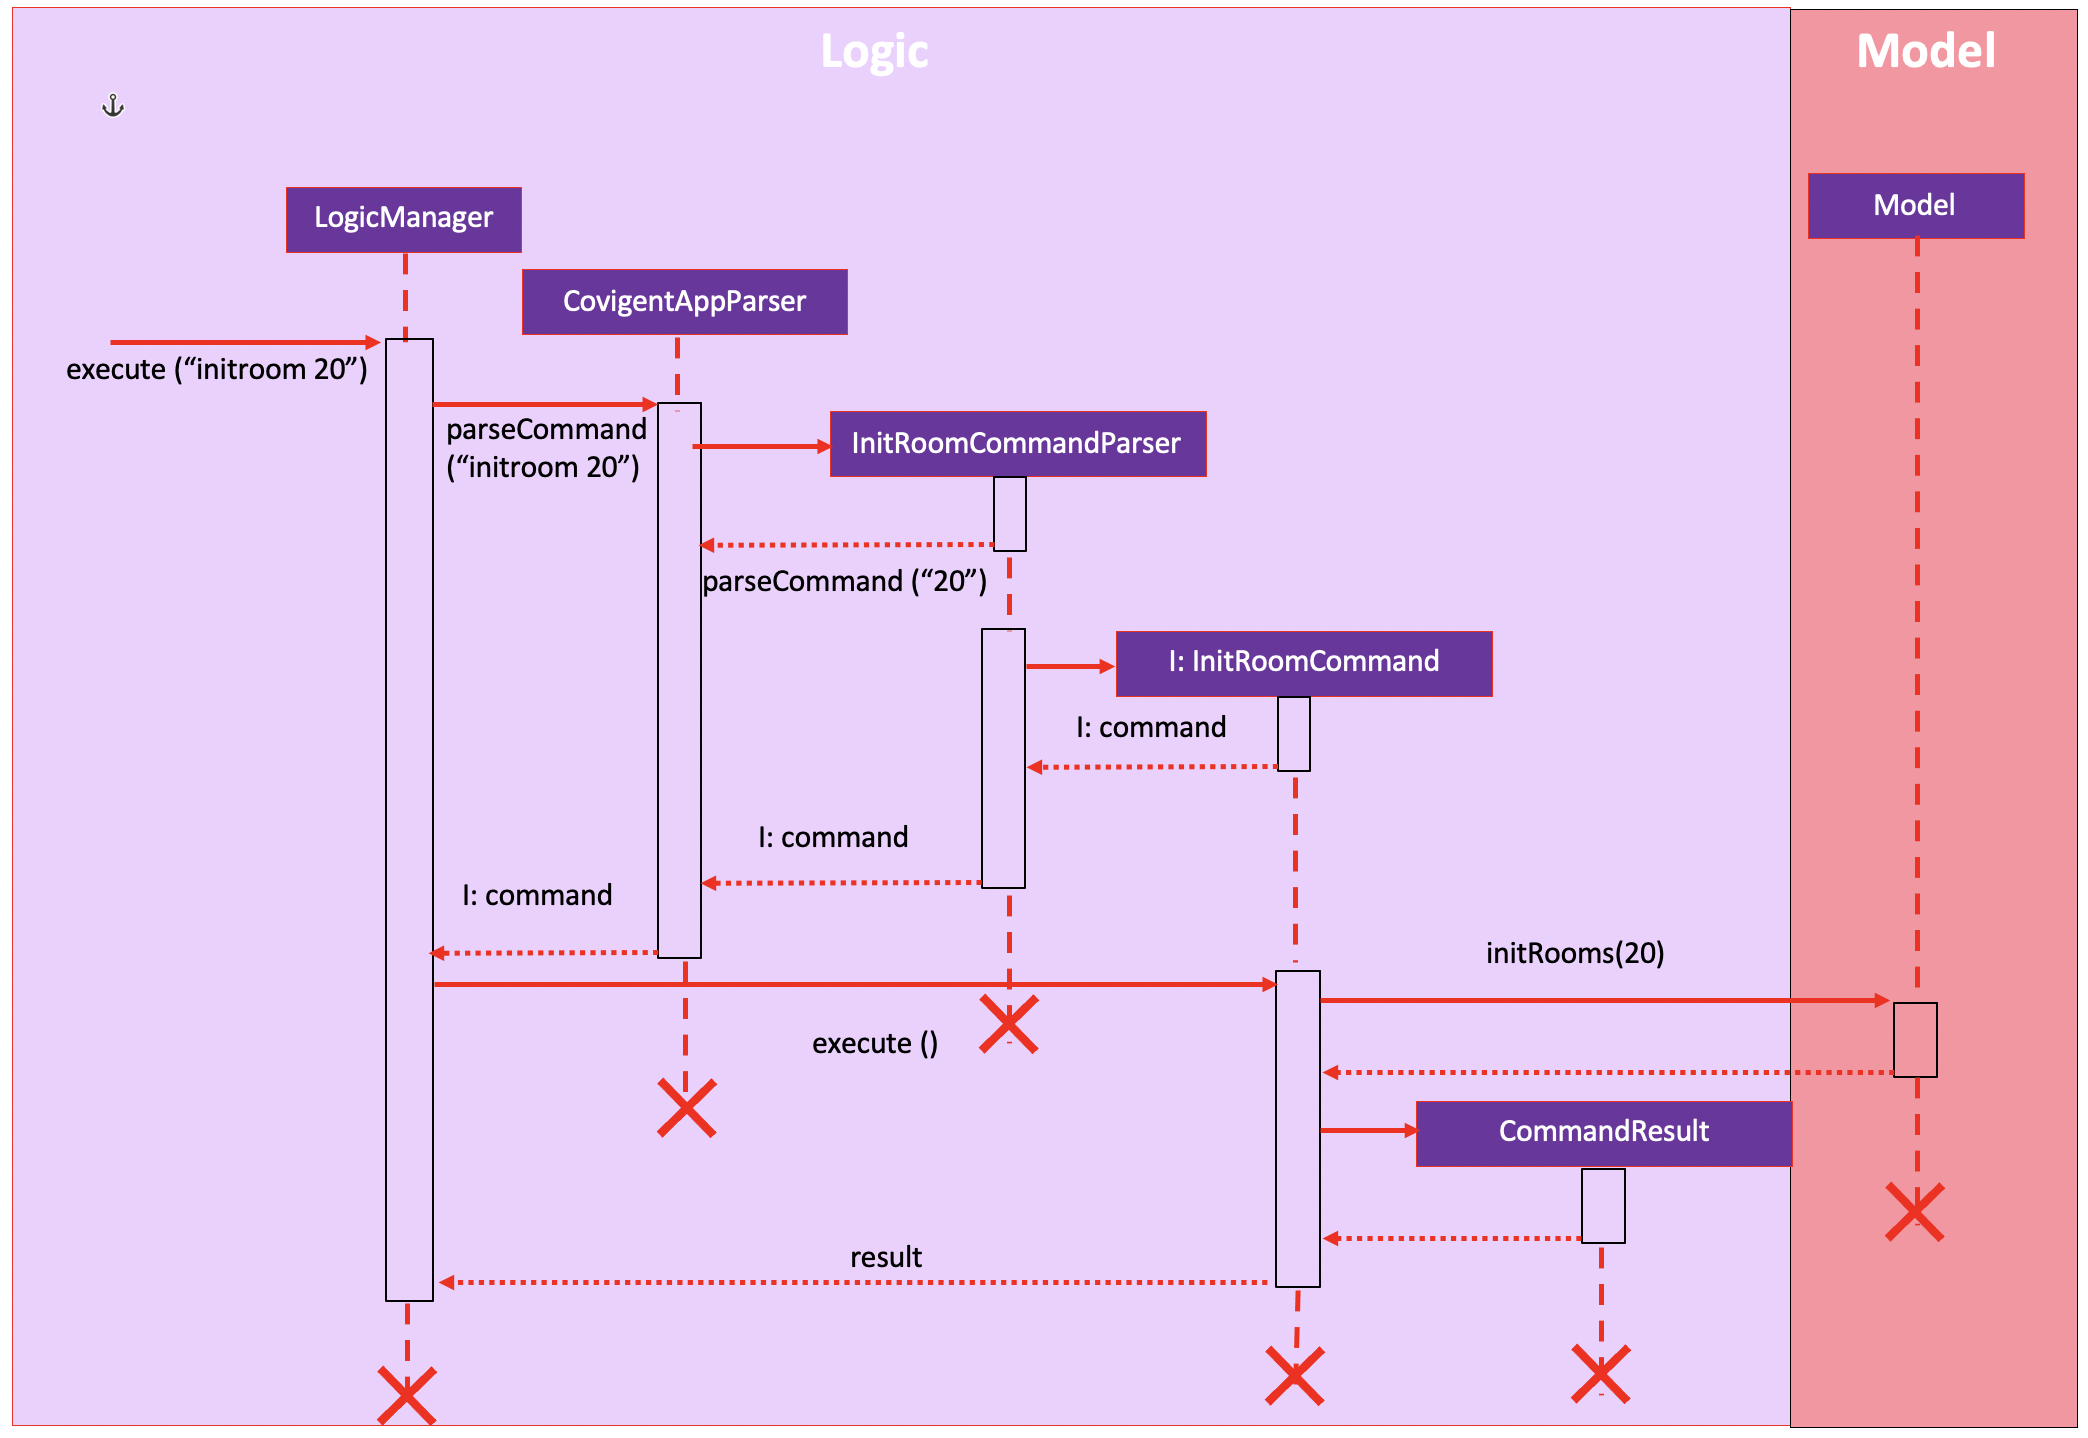 Logic
Model
LogicManager
Model
CovigentAppParser
execute (“initroom 20”)
parseCommand
(“initroom 20”)
InitRoomCommandParser
parseCommand (“20”)
I: InitRoomCommand
I: command
I: command
I: command
initRooms(20)
execute ()
CommandResult
result